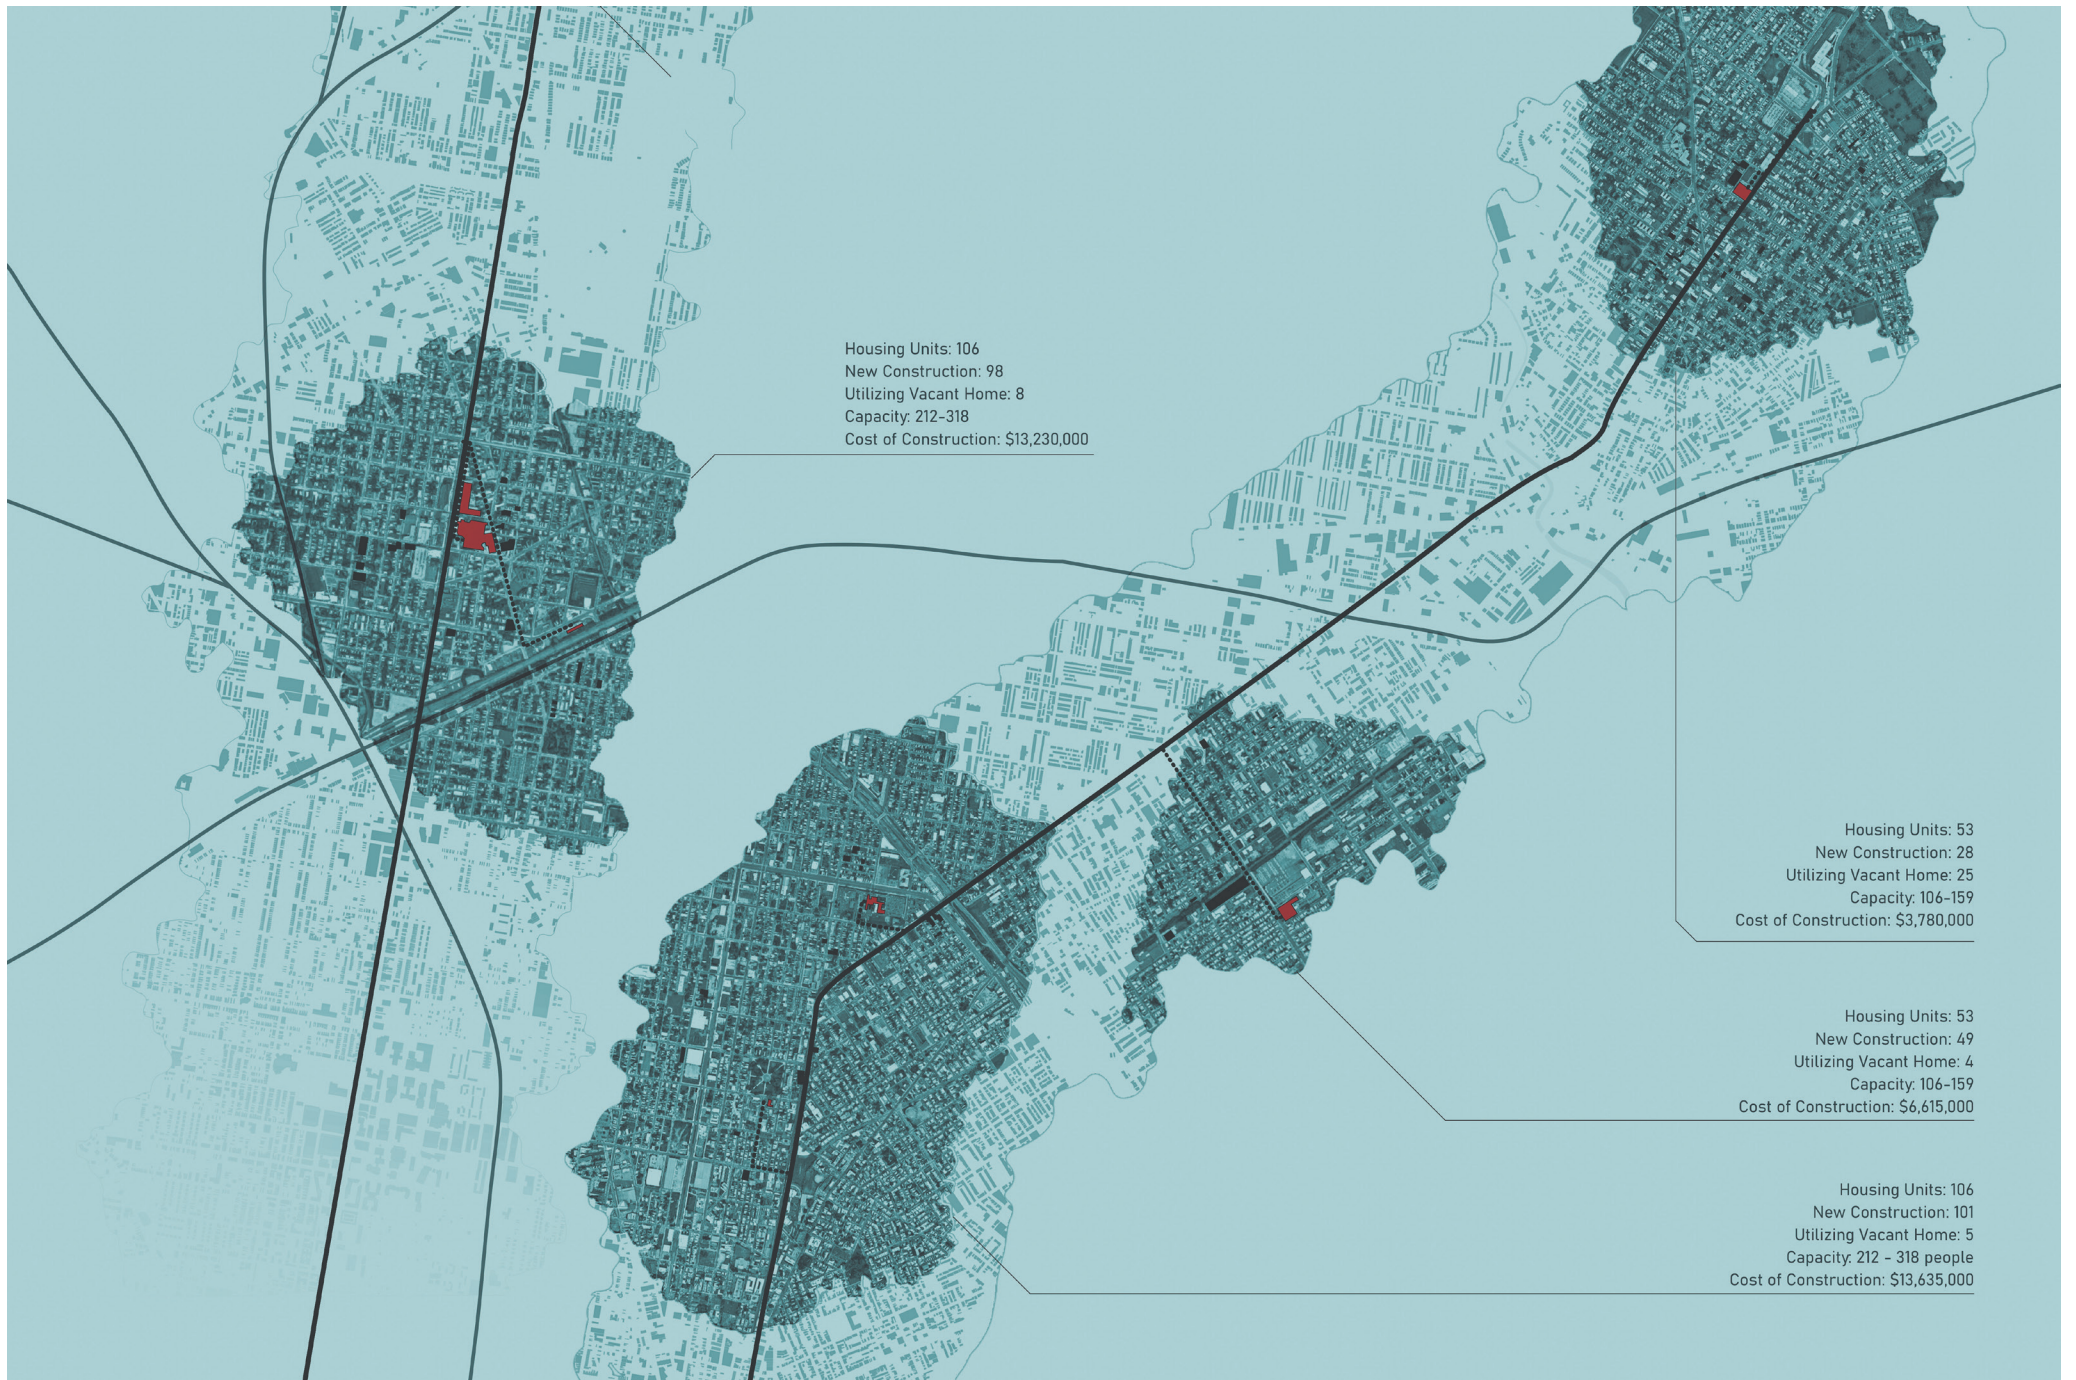 Housing Units: 106
New Construction: 98
Utilizing Vacant Home: 8
Capacity: 212-318
Cost of Construction: $13,230,000
Housing Units: 53
New Construction: 28
Utilizing Vacant Home: 25
Capacity: 106-159
Cost of Construction: $3,780,000
Housing Units: 53
New Construction: 49
Utilizing Vacant Home: 4
Capacity: 106-159
Cost of Construction: $6,615,000
Housing Units: 106
New Construction: 101
Utilizing Vacant Home: 5
Capacity: 212 - 318 people
Cost of Construction: $13,635,000